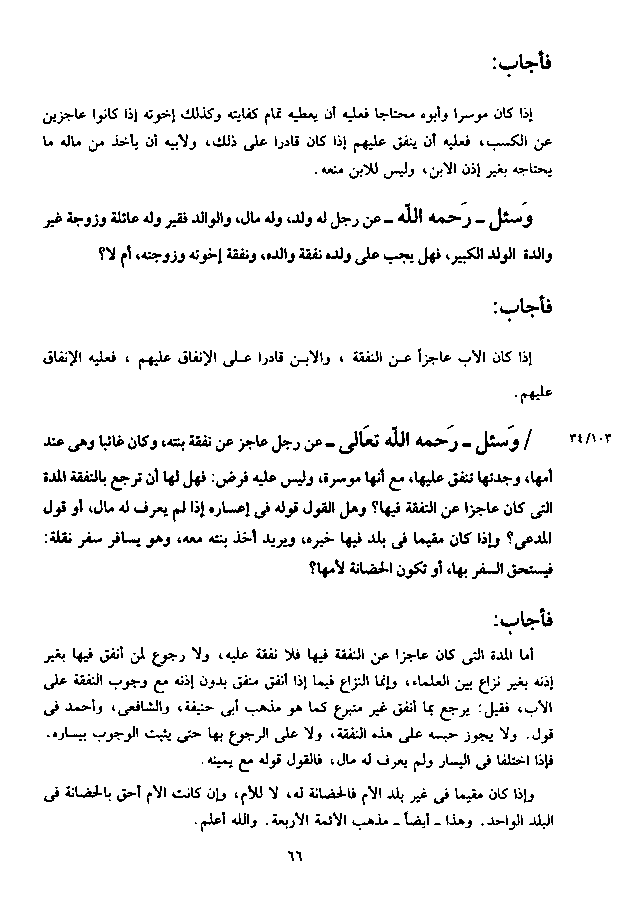 فأجاب:
إذا كان موسرا وأبوه محتاجا فعليه أن يعطيه تمام كفايته وكذلك إخوته إذا كانوا عاجزين
عن الكسب، فعليه أن ينفق عليهم إذا كان قادرا على ذلك، ولأبيه أن يأخذ من ماله ما
يحتاجه بغير إذن الابن، وليس للابن منعه.
وَسئل ـ رَحمه اللَّه ـ عن رجل له ولد، وله مال، والوالد فقير وله عائلة وزوجة غير
والدة الولد الكبير، فهل يجب على ولده نفقة والده، ونفقة إخوته وزوجته، أم لا؟
فأجاب:
إذا كان الأب عاجزاً عن النفقة ، والابن قادرا على الإنفاق عليهم ، فعليه الإنفاق
عليهم.
٣٤/١٠٣ / وَسئل ـ رَحمه اللَّه تعَالى ـ عن رجل عاجز عن نفقة بنته، وكان غائبا وهى عند
أمها، وجدتها تنفق عليها، مع أنها موسرة، وليس عليه فرض: فهل لها أن ترجع بالنفقة المدة
التى كان عاجزا عن النفقة فيها؟ وهل القول قوله فى إعساره إذا لم يعرف له مال، أو قول
المدعى؟ وإذا كان مقيما فى بلد فيها خيره، ويريد أخذ بنته معه، وهو يسافر سفر نقلة:
فيستحق السفر بها، أو تكون الحضانة لأمها؟
فأجاب:
أما المدة التى كان عاجزا عن النفقة فيها فلا نفقة عليه، ولا رجوع لمن أنفق فيها بغير
إذنه بغير نزاع بين العلماء، وإنما النزاع فيما إذا أنفق منفق بدون إذنه مع وجوب النفقة على
الأب، فقيل: يرجع بما أنفق غير متبرع كما هو مذهب أبى حنيفة، والشافعى، وأحمد فى
قول. ولا يجوز حبسه على هذه النفقة، ولا على الرجوع بها حتى يثبت الوجوب بيساره.
فإذا اختلفا فى اليسار ولم يعرف له مال، فالقول قوله مع يمينه.
وإذا كان مقيما فى غير بلد الأم فالحضانة له، لا للأم، وإن كانت الأم أحق بالحضانة فى
البلد الواحد. وهذا ـ أيضاً ـ مذهب الأئمة الأربعة. والله أعلم.
٦٦